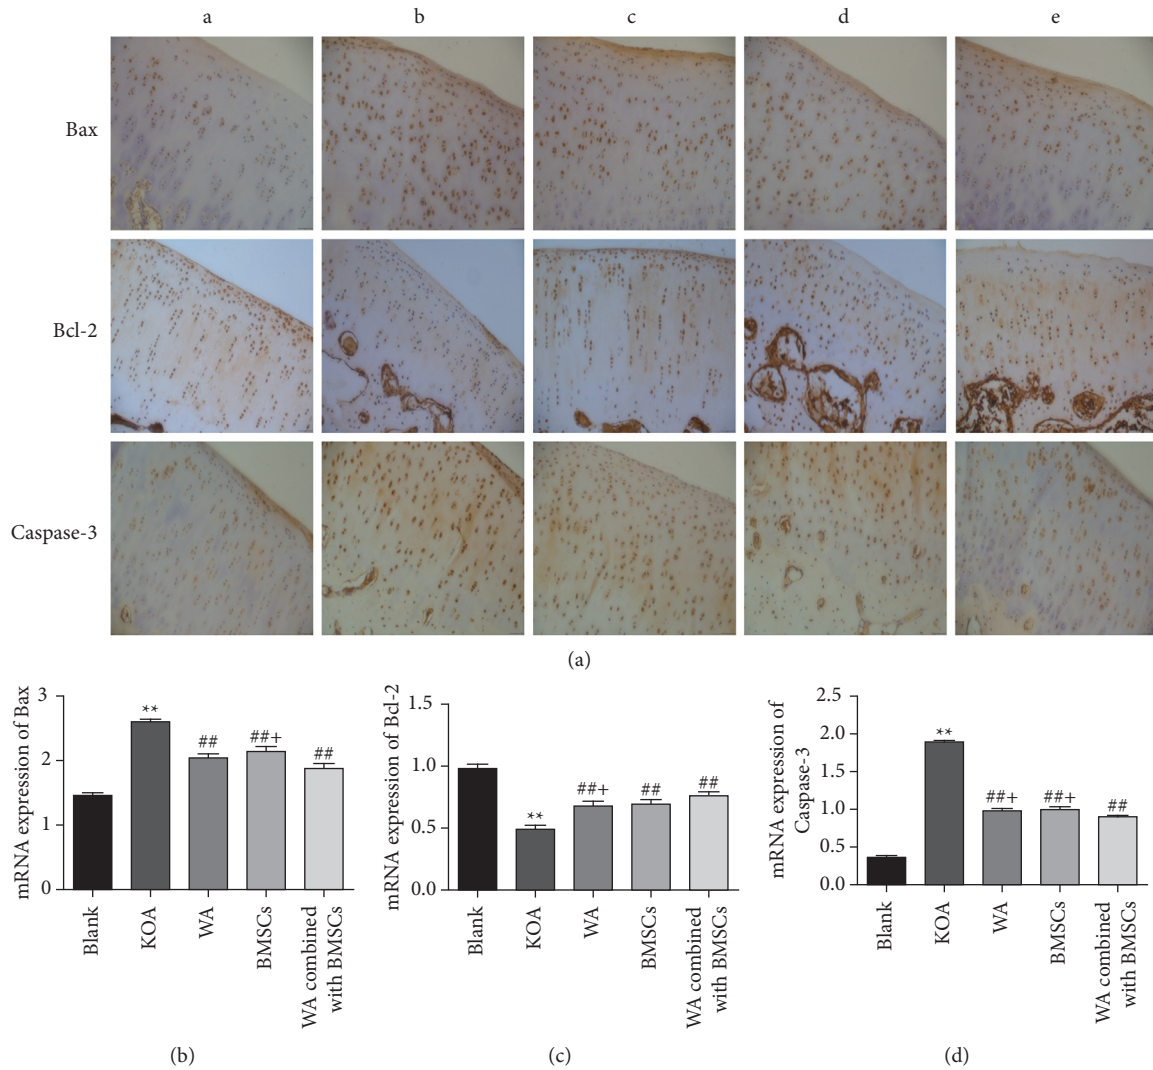 a b c d e
Bax
Bcl-2
Caspase-3
(a)
mRNA expression of Bax
3
2
1
0
**
##
##+
##
Blank
KOA
WA
BMSCs
WA combined
with BMSCs
(b)
mRNA expression of Bcl-2
1.5
1.0
0.5
0.0
**
##+
##
##
Blank
KOA
WA
BMSCs
WA combined
with BMSCs
(c)
mRNA expression of
Caspase-3
2.5
2.0
1.5
1.0
0.5
0.0
**
##+
##+
##
Blank
KOA
WA
BMSCs
WA combined
with BMSCs
(d)